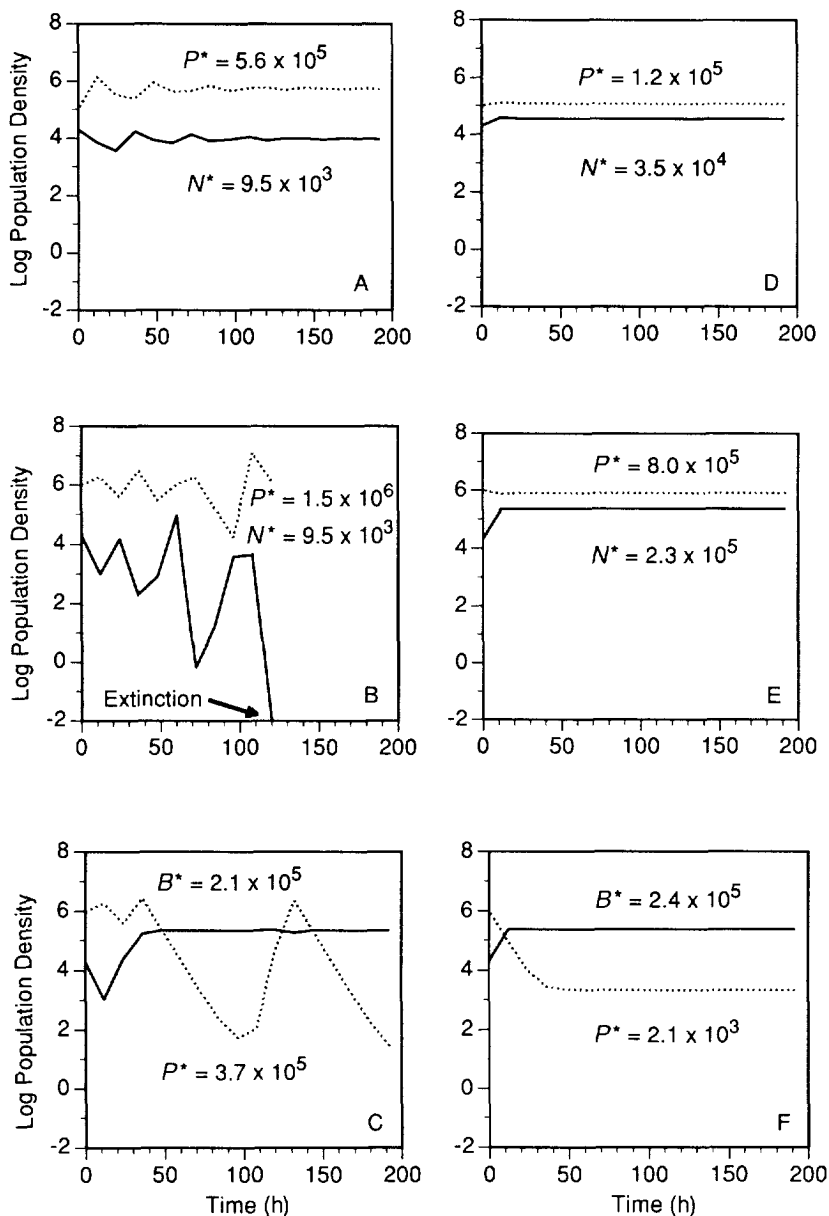 Log Population Density
8
6
4
2
0
-2
P* = 5.6 x 10^5
N* = 9.5 x 10^3
A
0 50 100 150 200
8
6
4
2
0
-2
P* = 1.2 x 10^5
N* = 3.5 x 10^4
D
0 50 100 150 200
Log Population Density
8
6
4
2
0
-2
P* = 1.5 x 10^6
N* = 9.5 x 10^3
Extinction
B
0 50 100 150 200
8
6
4
2
0
-2
P* = 8.0 x 10^5
N* = 2.3 x 10^5
E
0 50 100 150 200
Log Population Density
8
6
4
2
0
-2
B* = 2.1 x 10^5
P* = 3.7 x 10^5
C
0 50 100 150 200
Time (h)
8
6
4
2
0
-2
B* = 2.4 x 10^5
P* = 2.1 x 10^3
F
0 50 100 150 200
Time (h)